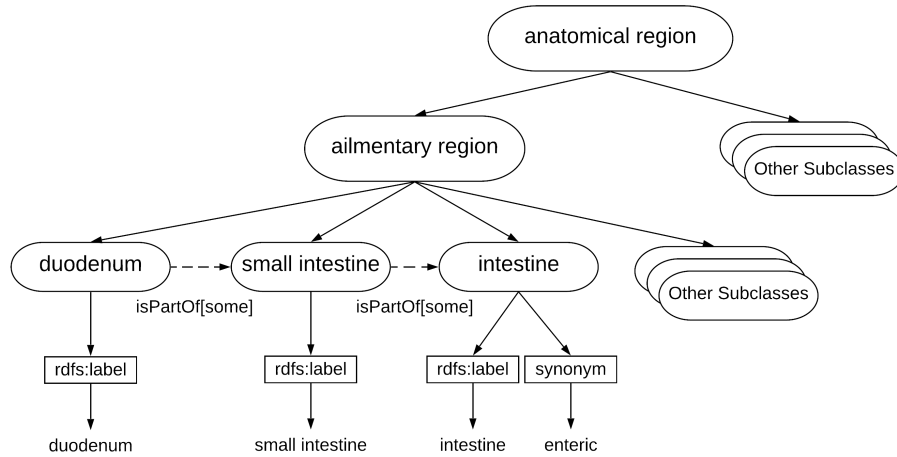 anatomical region
ailmentary region
Other Subclasses
duodenum
small intestine
intestine
Other Subclasses
isPartOf[some]
isPartOf[some]
rdfs:label
rdfs:label
rdfs:label
synonym
duodenum
small intestine
intestine
enteric